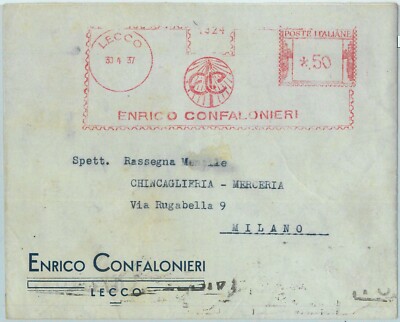 LECCO
30 4 37
1324
POSTE ITALIANE
*.50
ENRICO CONFALONIERI
Spett. Rassegna
CHINCAGLIERIA - MERCERIA
Via Rugabella 9
MILANO
ENRICO CONFALONIERI
LECCO